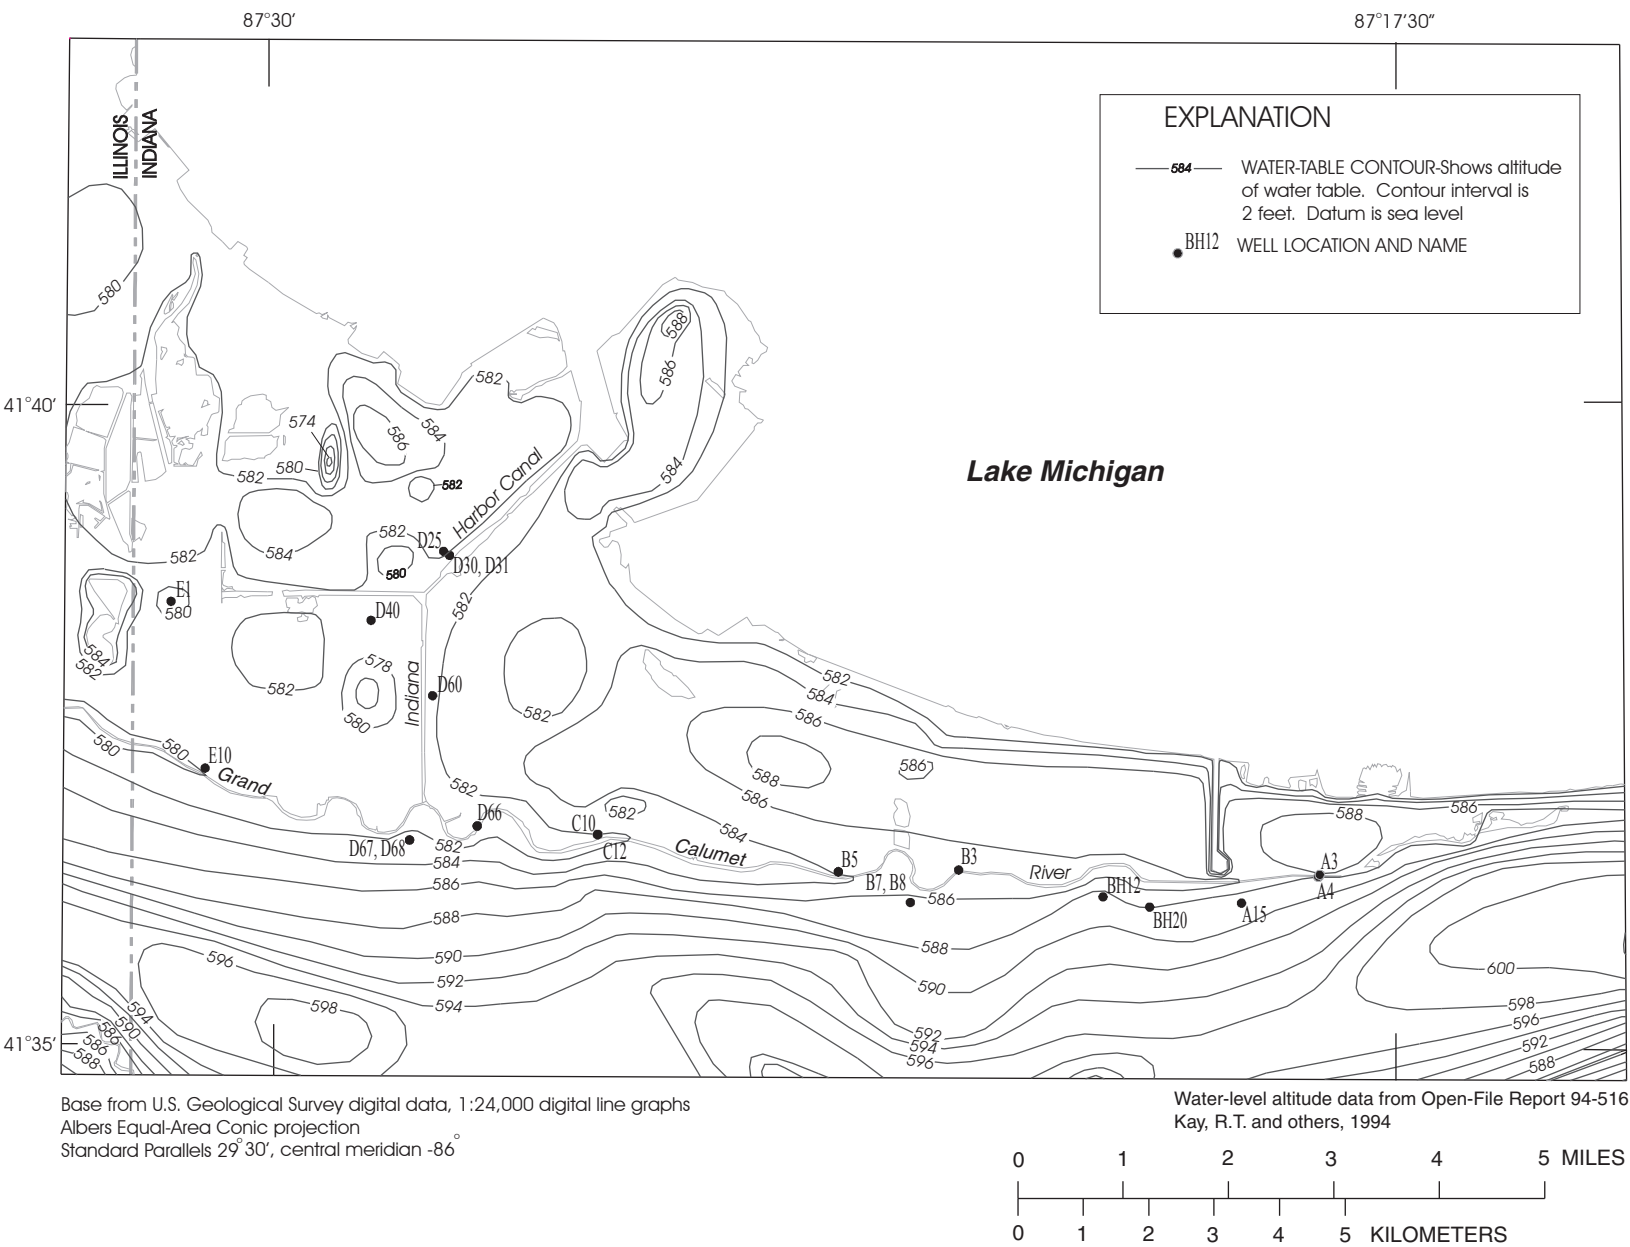 87°30′
87°17′30″
ILLINOIS
INDIANA
EXPLANATION
584
WATER-TABLE CONTOUR-Shows altitude
of water table. Contour interval is
2 feet. Datum is sea level
BH12
WELL LOCATION AND NAME
580
588
586
582
41°40′
574
586
584
Lake Michigan
580
582
582
584
Harbor Canal
582
584
582
D25
580
D30, D31
E1
580
D40
582
584
582
578
Indiana
D60
582
582
580
582
584
586
580
580
E10
Grand
588
586
582
586
588
586
582
D66
C10
584
D67, D68
582
C12
Calumet
B5
B3
River
A3
584
586
B7, B8
586
BH12
A4
BH20
A15
588
588
596
590
592
594
590
600
598
594
590
586
586
588
598
592
594
596
596
592
588
41°35′
Base from U.S. Geological Survey digital data, 1:24,000 digital line graphs
Albers Equal-Area Conic projection
Standard Parallels 29°30′, central meridian -86°
Water-level altitude data from Open-File Report 94-516
Kay, R.T. and others, 1994
0 1 2 3 4 5 MILES
0 1 2 3 4 5 KILOMETERS